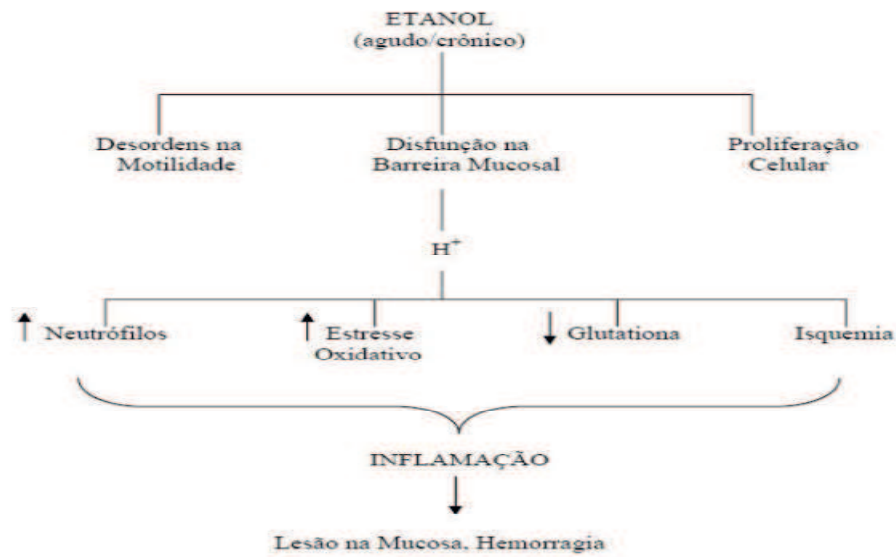 ETANOL
(agudo/crônico)
Desordens na
Motilidade
Disfunção na
Barreira Mucosal
Proliferação
Celular
H+
↑ Neutrófilos
↑ Estresse
Oxidativo
↓ Glutationa
Isquemia
INFLAMAÇÃO
Lesão na Mucosa, Hemorragia